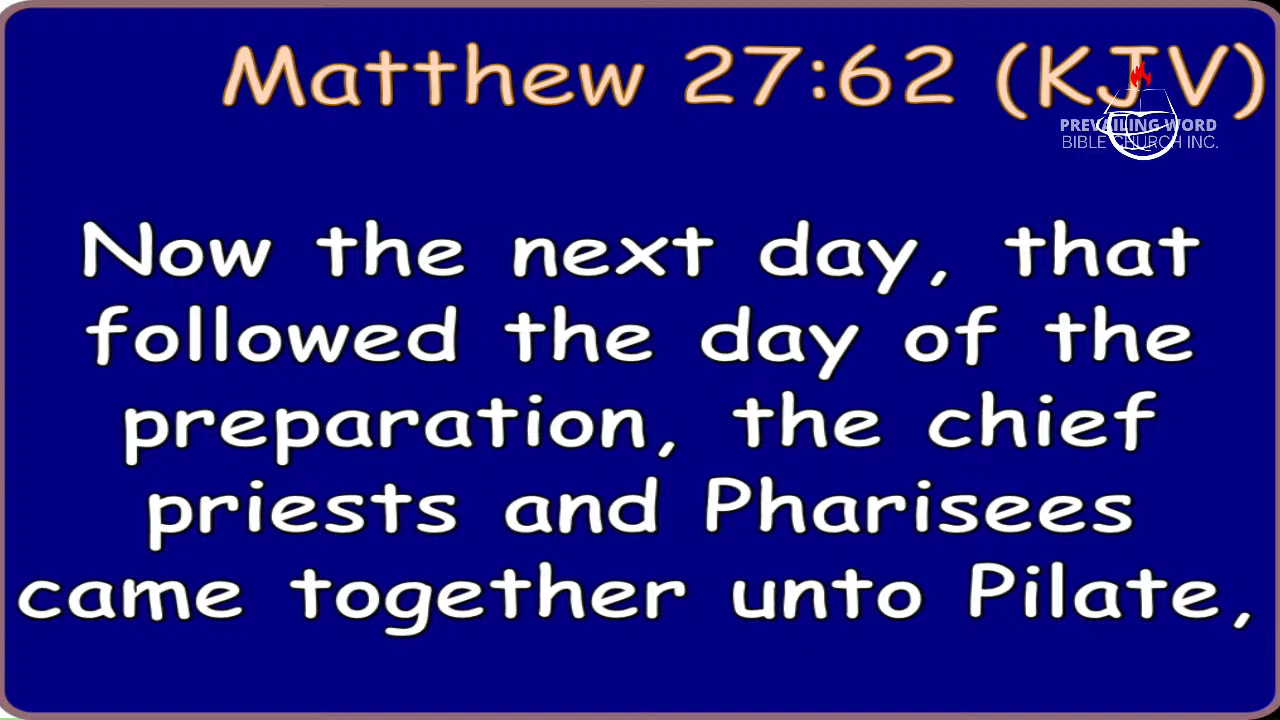 Matthew 27:62 (KJV)
PREVAILING WORD
BIBLE CHURCH INC.
Now the next day, that
followed the day of the
preparation, the chief
priests and Pharisees
came together unto Pilate,